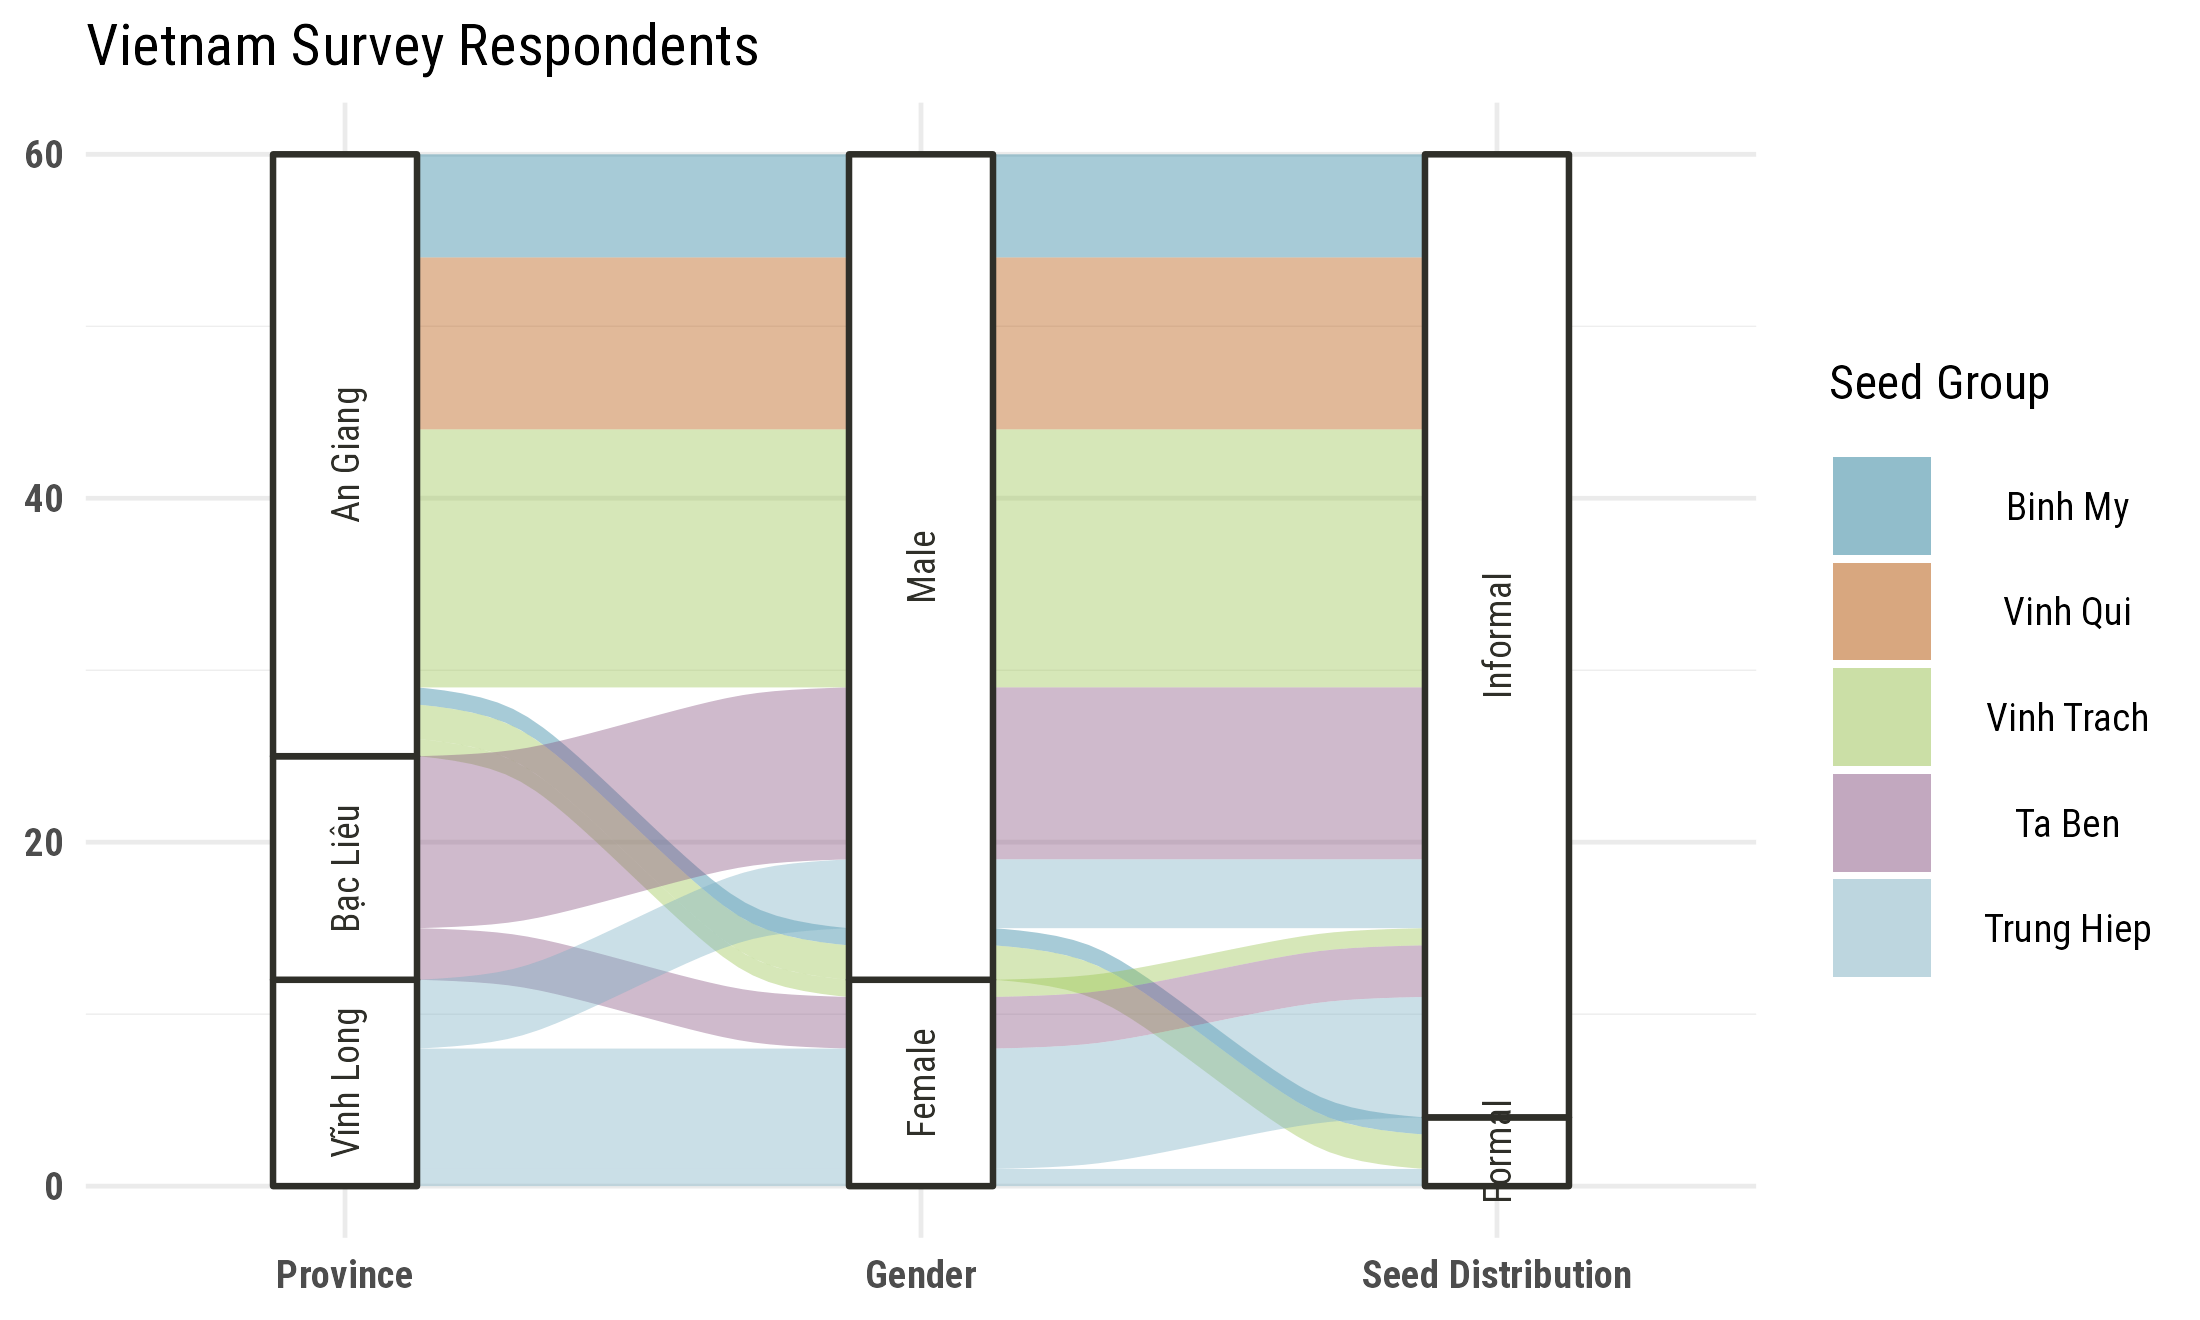 Vietnam Survey Respondents
60
40
20
0
An Giang
Bạc Liêu
Vĩnh Long
Male
Female
Informal
Formal
Province
Gender
Seed Distribution
Seed Group
Binh My
Vinh Qui
Vinh Trach
Ta Ben
Trung Hiep